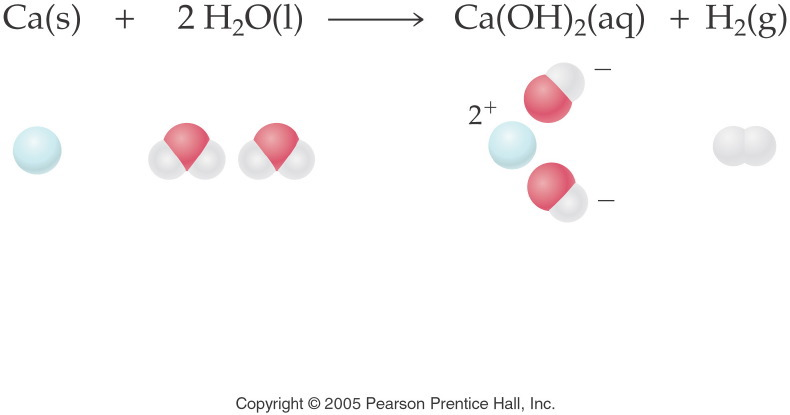 Ca(s) + 2 H₂O(l) ⟶ Ca(OH)₂(aq) + H₂(g)
−
2⁺
−
Copyright © 2005 Pearson Prentice Hall, Inc.